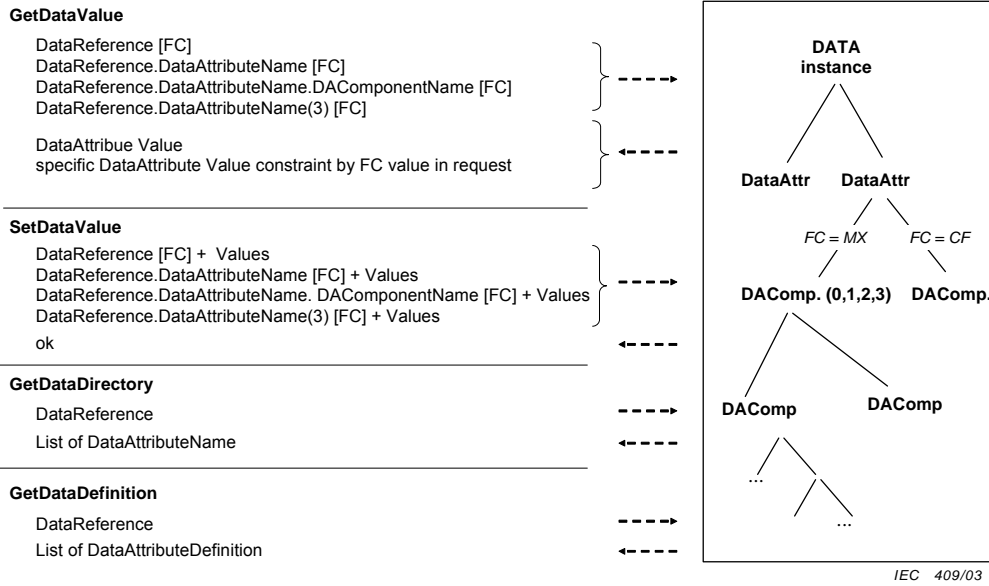 GetDataValue
DataReference [FC]
DataReference.DataAttributeName [FC]
DataReference.DataAttributeName.DAComponentName [FC]
DataReference.DataAttributeName(3) [FC]
DataAttribue Value
specific DataAttribute Value constraint by FC value in request
SetDataValue
DataReference [FC] + Values
DataReference.DataAttributeName [FC] + Values
DataReference.DataAttributeName. DAComponentName [FC] + Values
DataReference.DataAttributeName(3) [FC] + Values
ok
GetDataDirectory
DataReference
List of DataAttributeName
GetDataDefinition
DataReference
List of DataAttributeDefinition
DATA
instance
DataAttr DataAttr
FC = MX FC = CF
DAComp. (0,1,2,3) DAComp.
DAComp DAComp
...
...
IEC 409/03